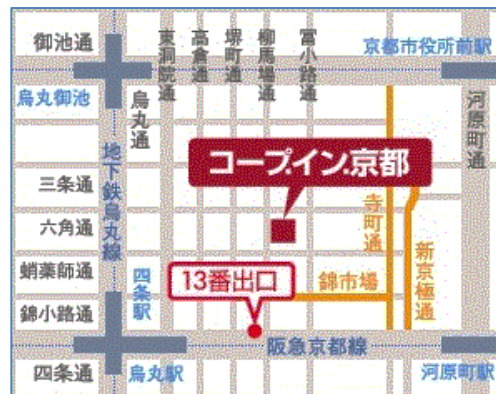 御池通
東洞院通
高倉通
堺町通
柳馬場通
富小路通
京都市役所前駅
烏丸御池
烏丸通
河原町通
地下鉄烏丸線
コープ.イン.京都
三条通
六角通
寺町通
新京極通
蛸薬師通
四条駅
13番出口
錦市場
錦小路通
阪急京都線
四条通
烏丸駅
河原町駅